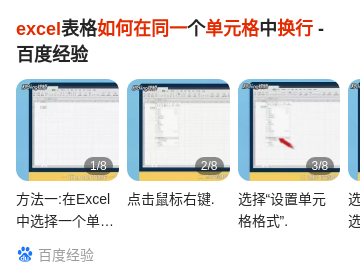 excel表格如何在同一个单元格中换行 -
百度经验
1/8
2/8
3/8
方法一:在Excel
中选择一个单...
点击鼠标右键.
选择“设置单元
格格式”.
选
选
百度经验